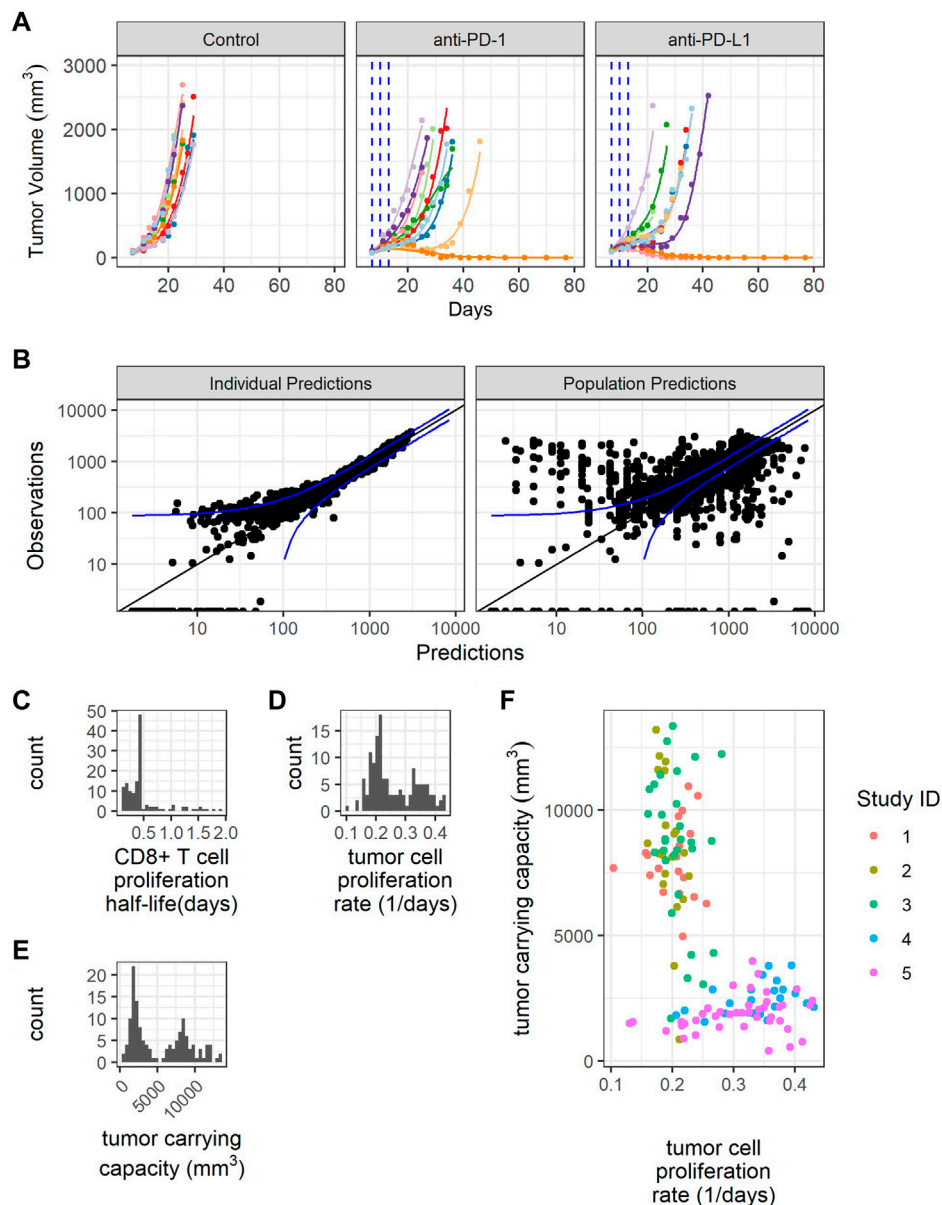 A
Control
anti-PD-1
anti-PD-L1
Tumor Volume (mm3)
3000
2000
1000
0
20 40 60 80
20 40 60 80
20 40 60 80
Days
B
Individual Predictions
Population Predictions
Observations
10000
1000
100
10
10 100 1000 10000
10 100 1000 10000
Predictions
C
count
50
40
30
20
10
0
0.5 1.0 1.5 2.0
CD8+ T cell
proliferation
half-life(days)
D
count
15
10
5
0
0.1 0.2 0.3 0.4
tumor cell
proliferation
rate (1/days)
E
count
20
15
10
5
0
0 5000 10000
tumor carrying
capacity (mm3)
F
tumor carrying capacity (mm3)
10000
5000
0
0.1 0.2 0.3 0.4
tumor cell
proliferation
rate (1/days)
Study ID
1
2
3
4
5